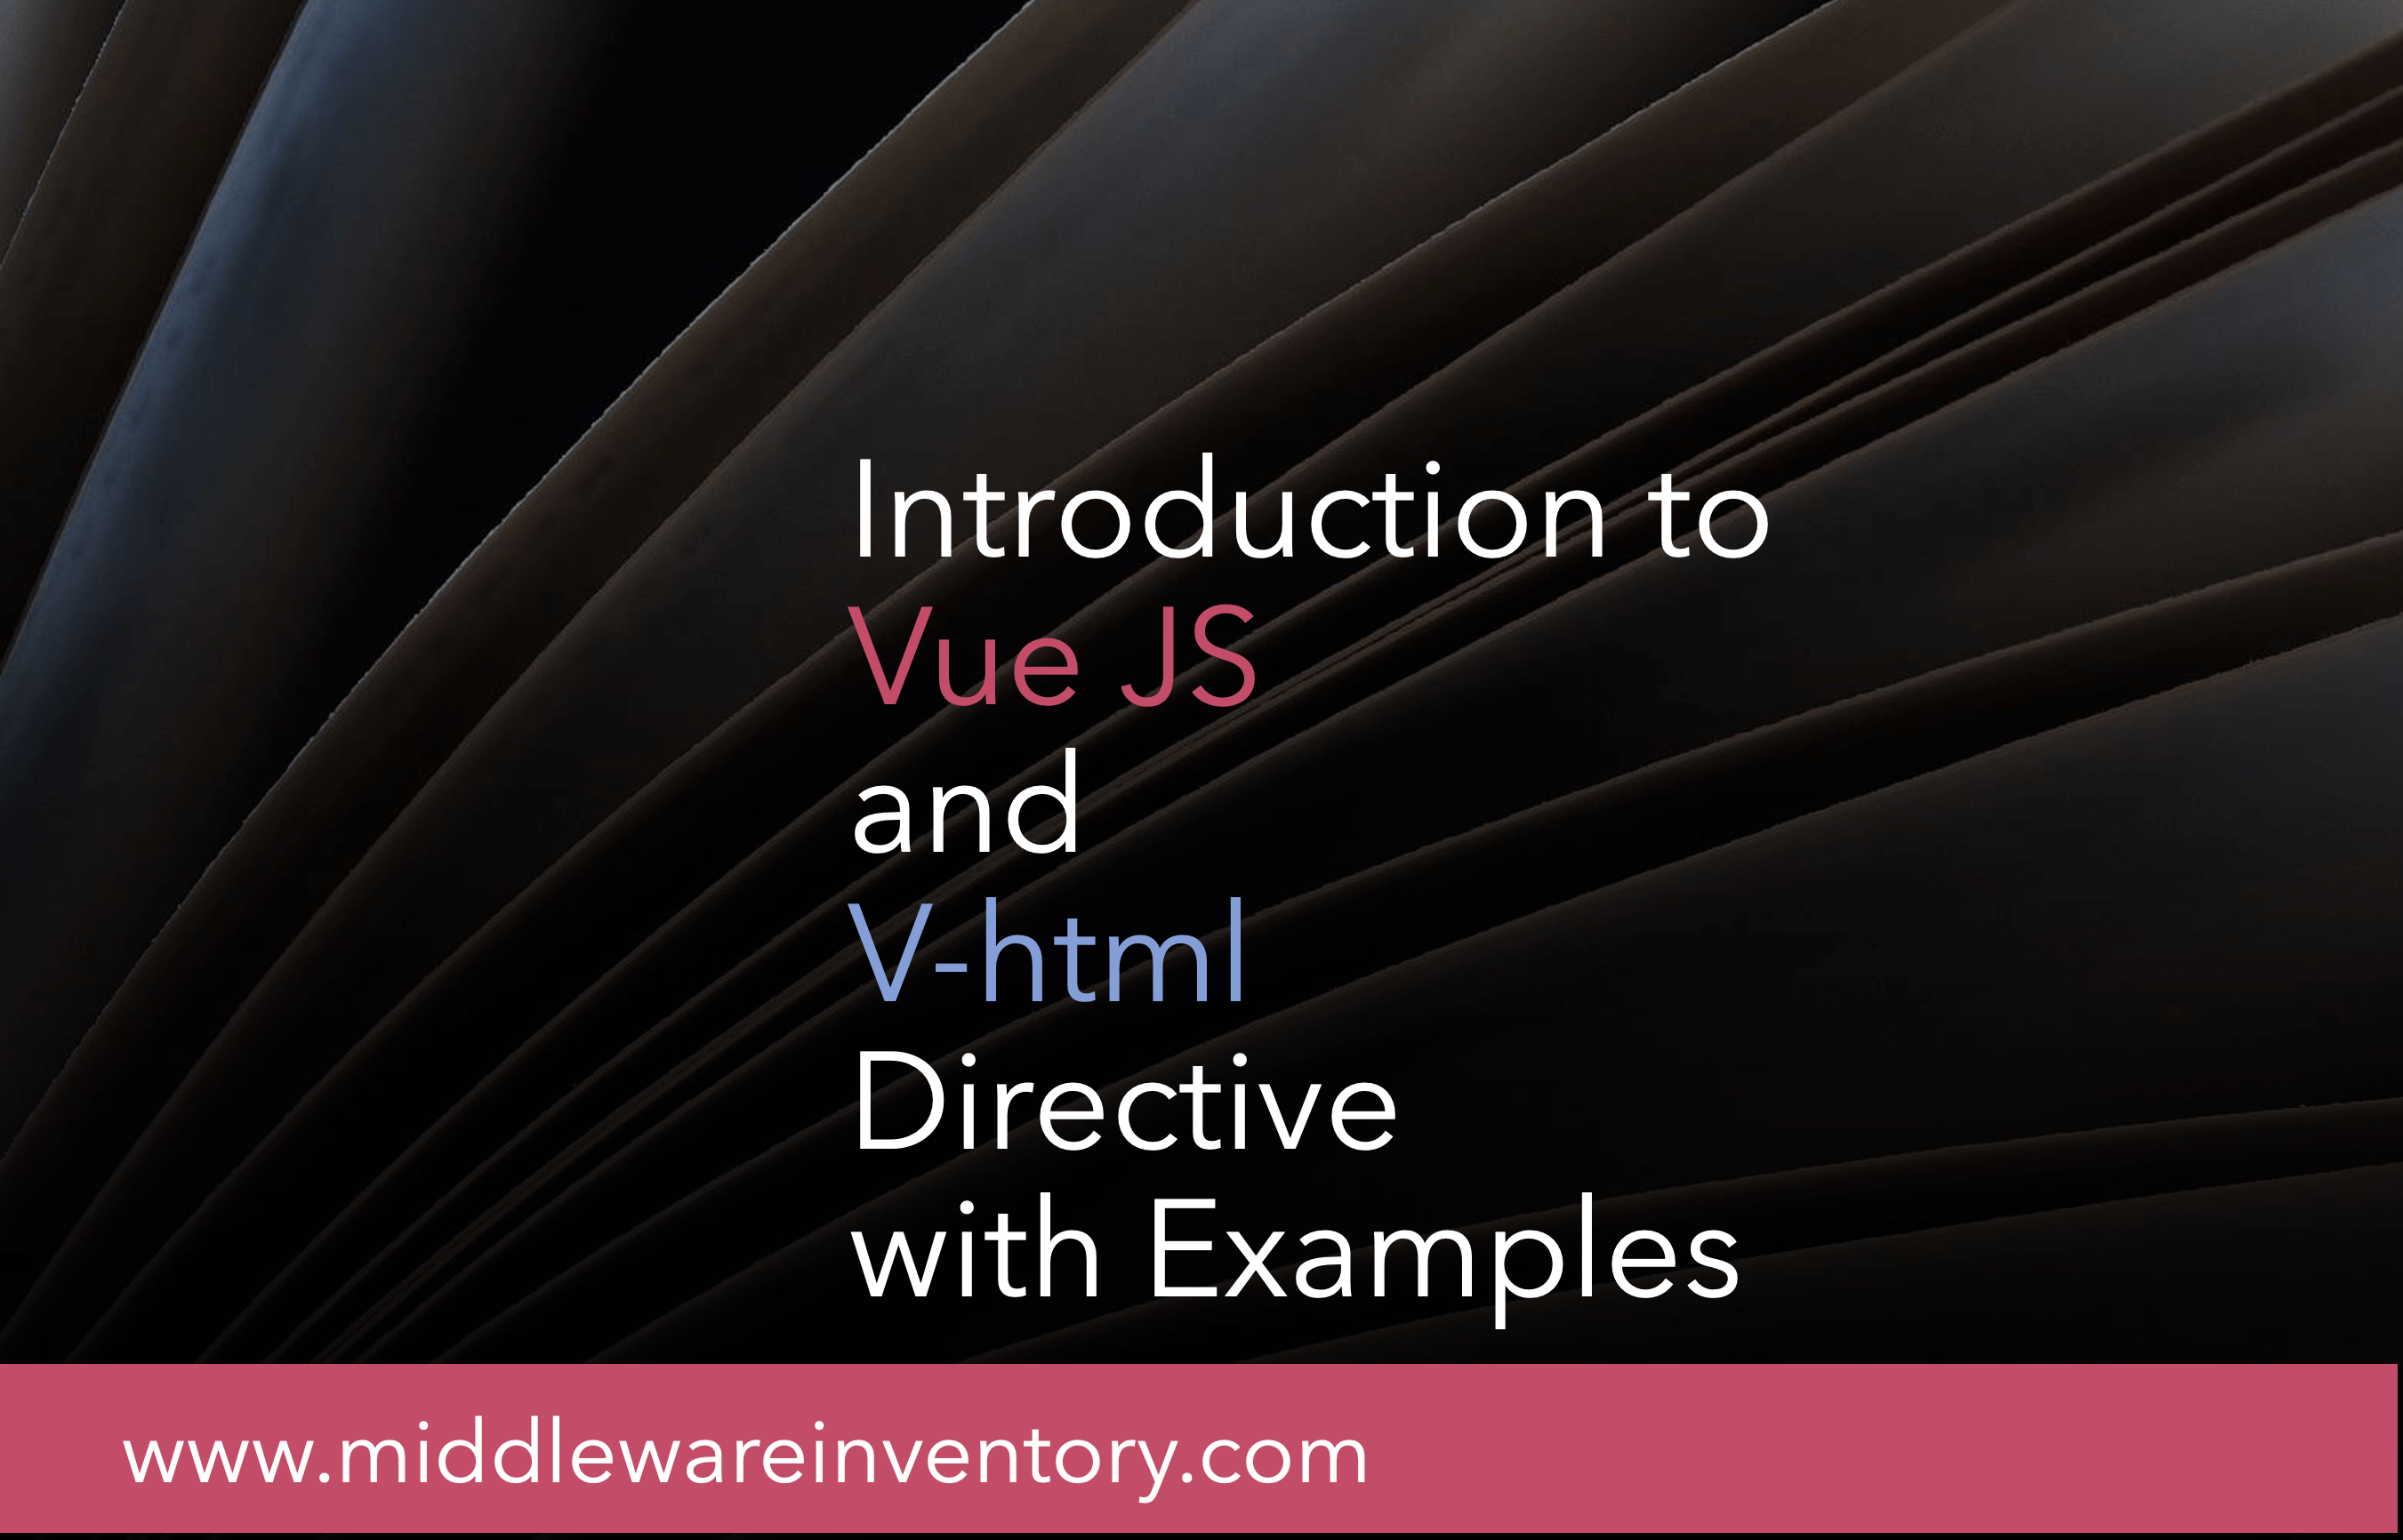 Introduction to
Vue JS
and
V-html
Directive
with Examples
www.middlewareinventory.com